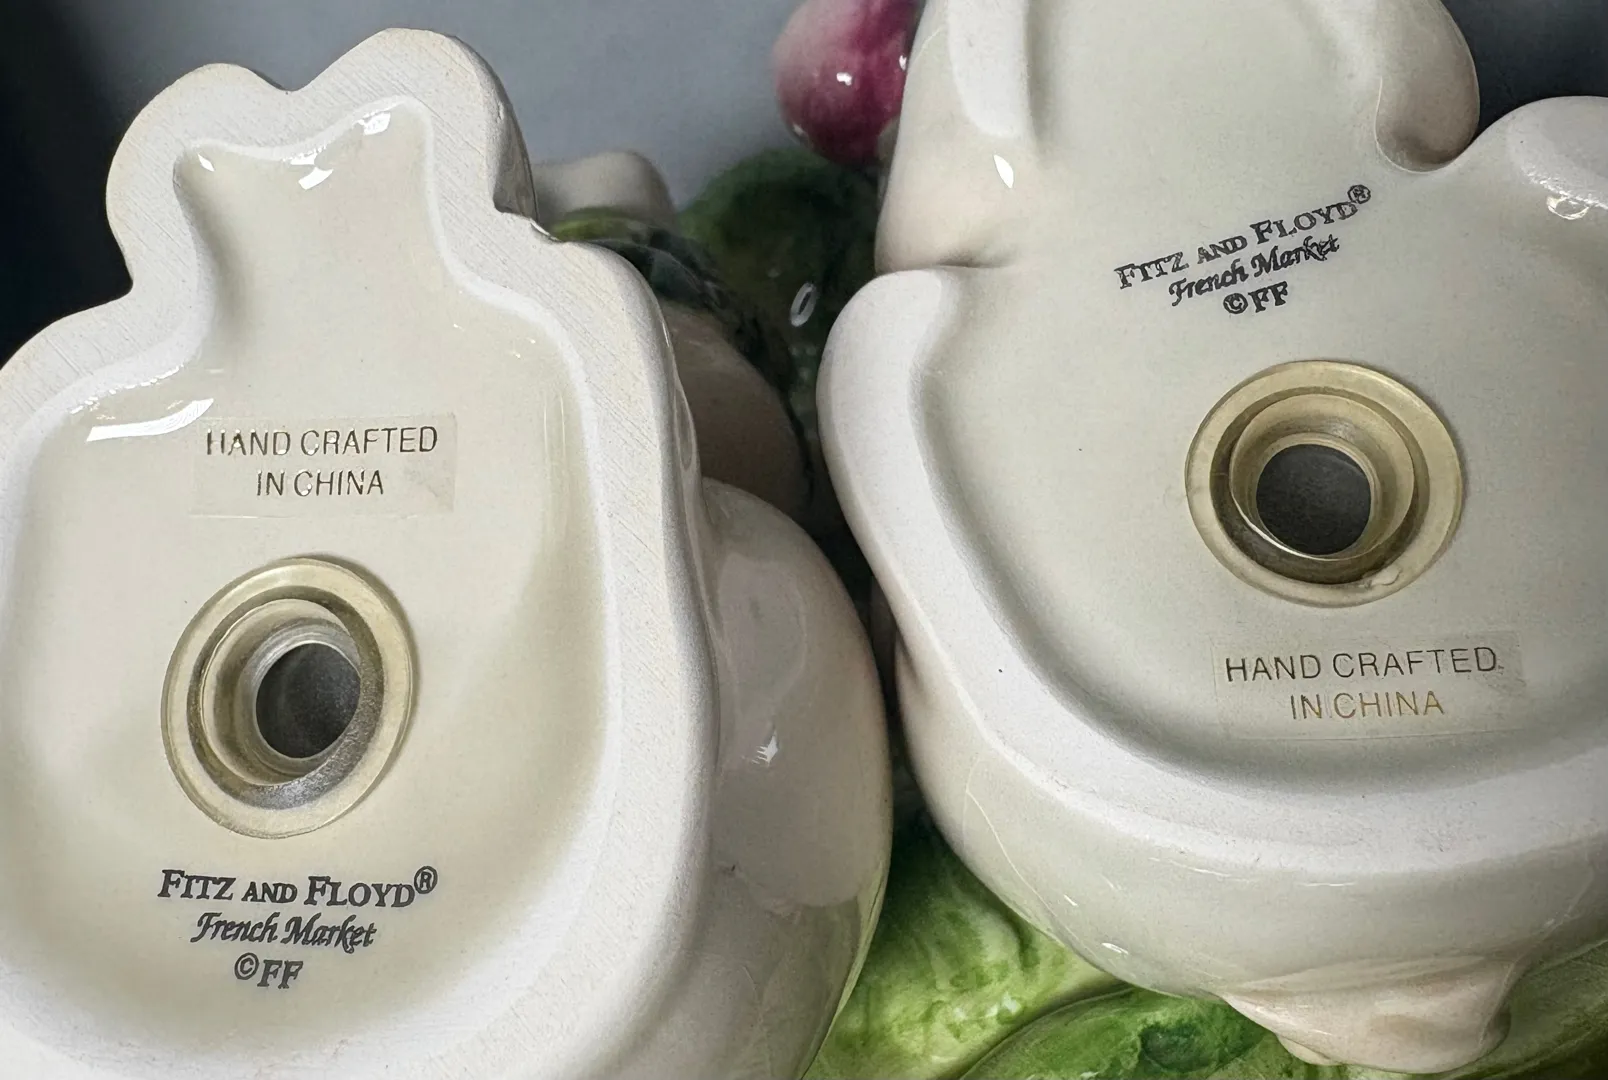 HAND CRAFTED
IN CHINA
FITZ AND FLOYD®
French Market
©FF
FITZ AND FLOYD®
French Market
©FF
HAND CRAFTED
IN CHINA